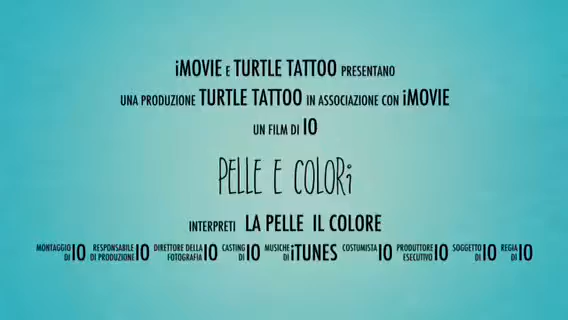 iMOVIE E TURTLE TATTOO PRESENTANO
UNA PRODUZIONE TURTLE TATTOO IN ASSOCIAZIONE CON iMOVIE
UN FILM DI IO
PELLE E COLORi
INTERPRETI LA PELLE IL COLORE
MONTAGGIO DI IO RESPONSABILE DI PRODUZIONE IO DIRETTORE DELLA FOTOGRAFIA IO CASTING DI IO MUSICHE DI iTUNES COSTUMISTA IO PRODUTTORE ESECUTIVO IO SOGGETTO DI IO REGIA DI IO